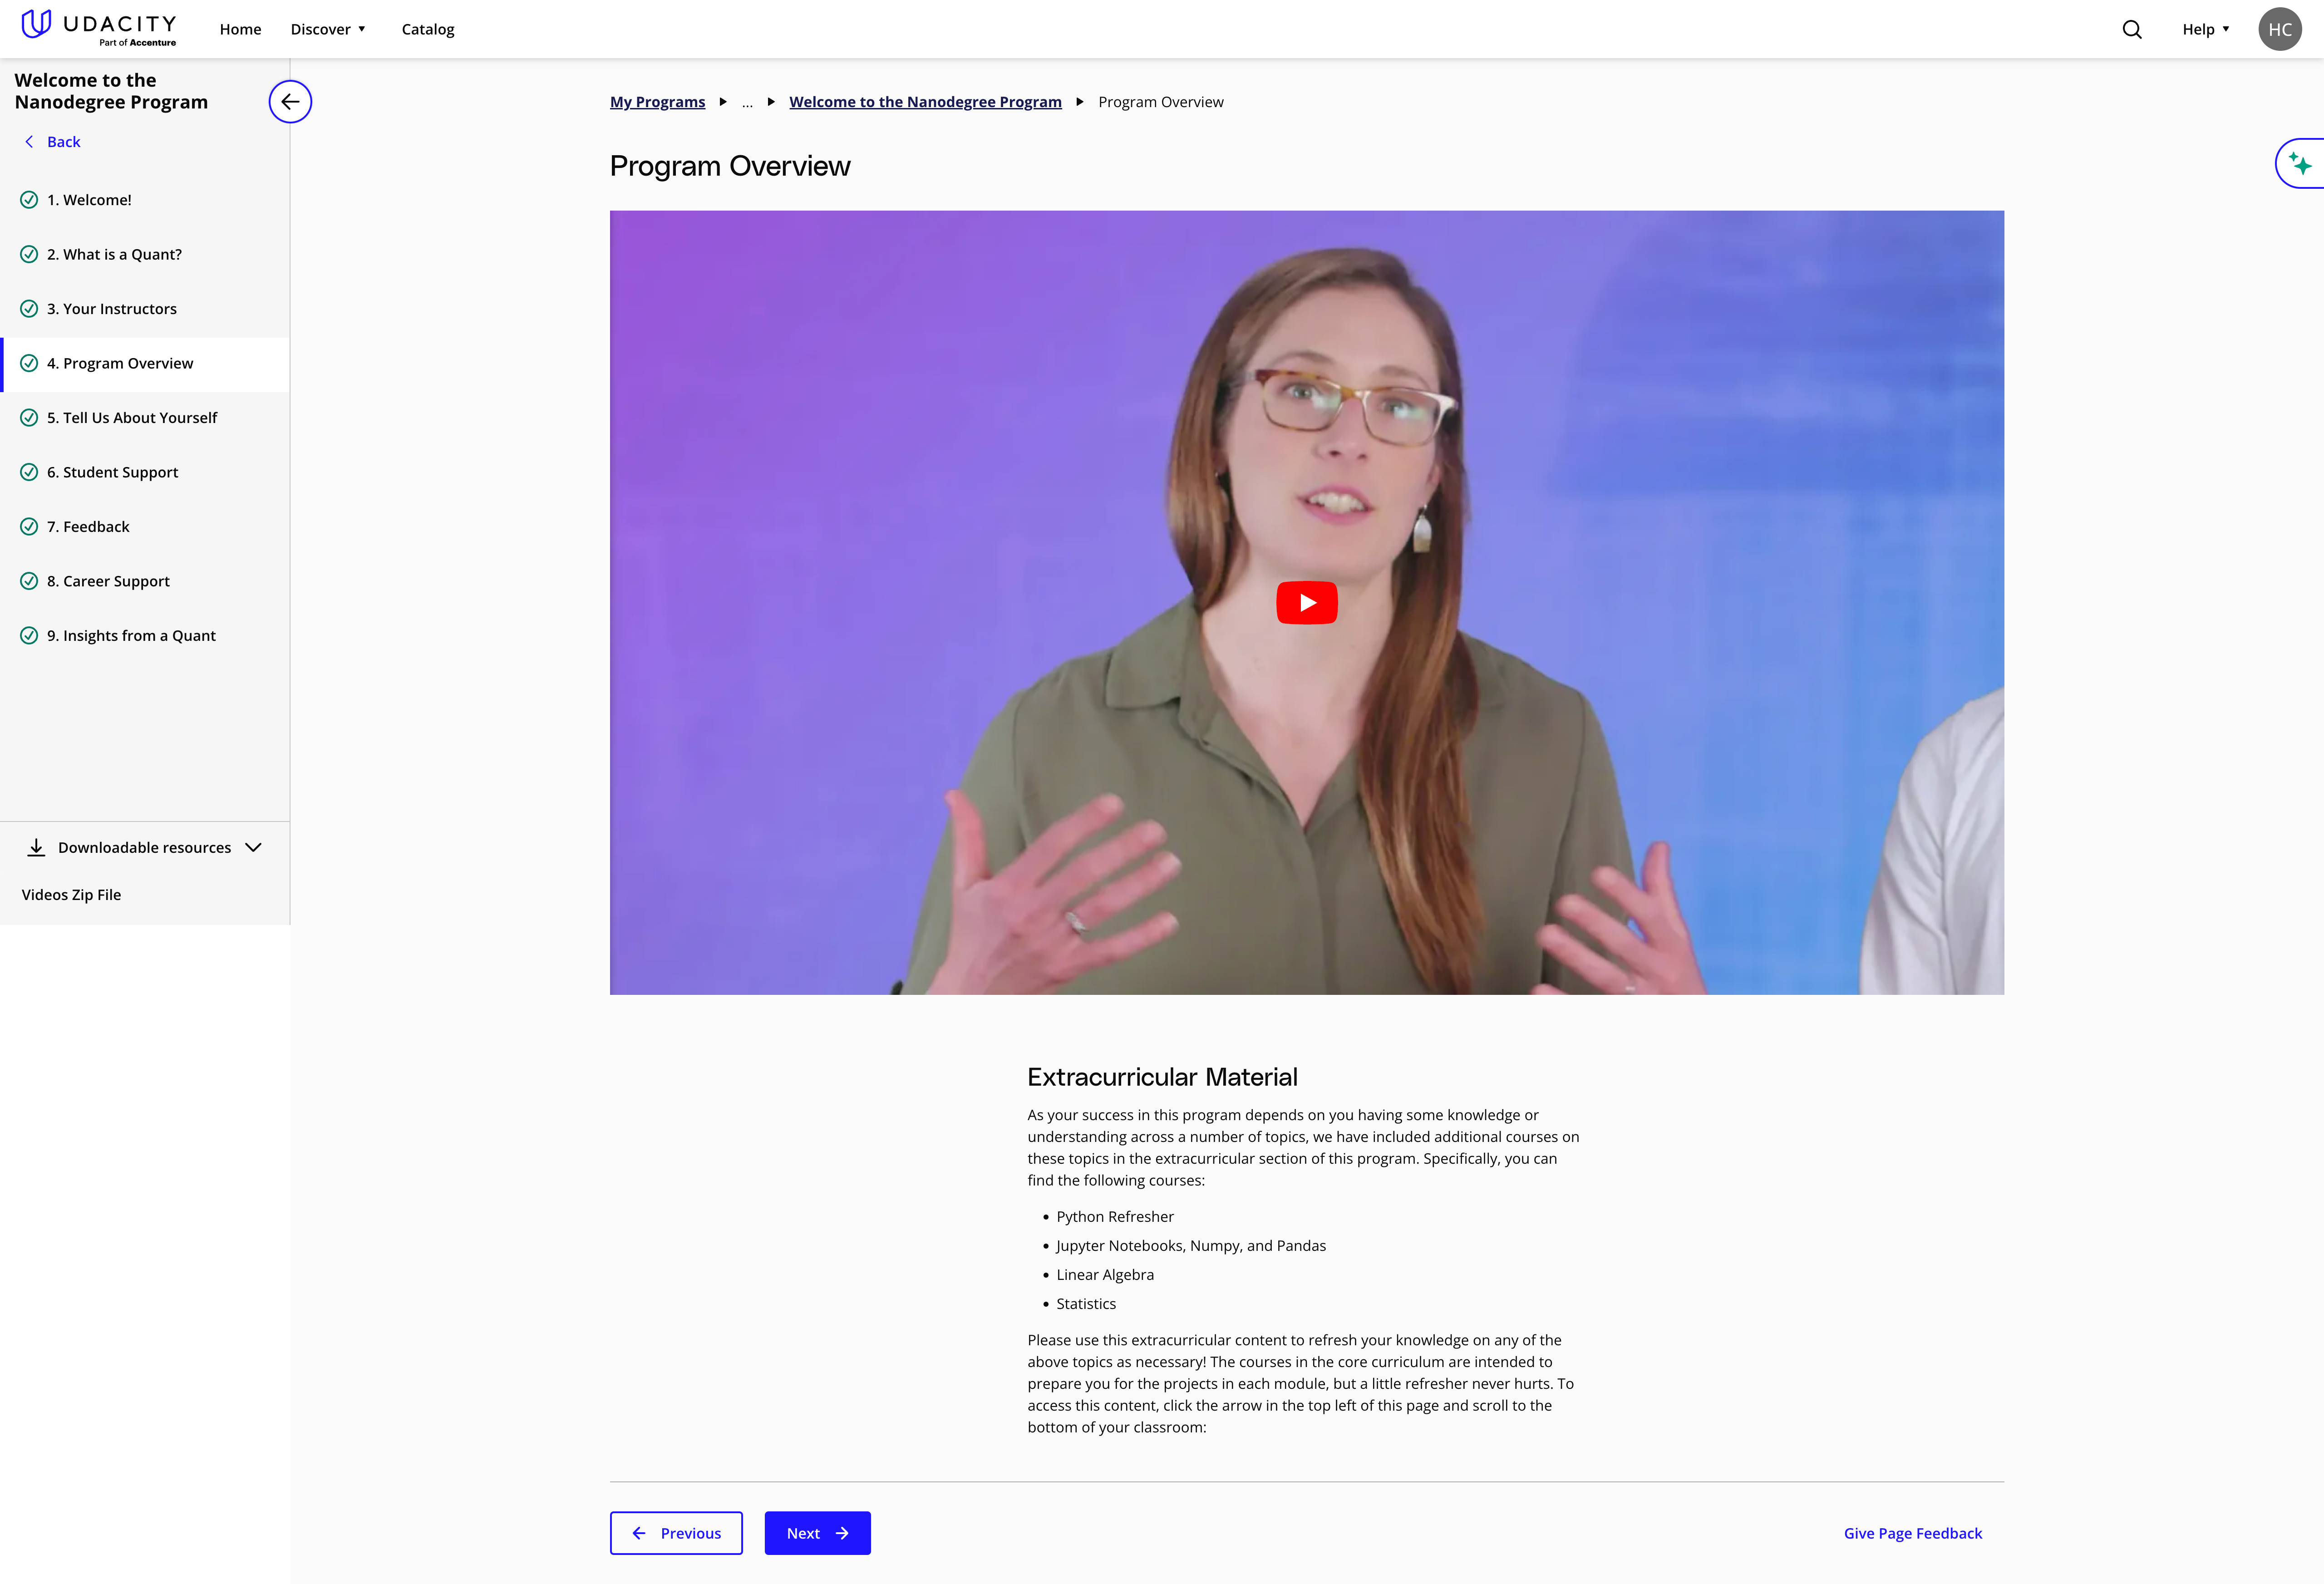 UDACITY
Part of Accenture
Home
Discover
Catalog
Help
HC
Welcome to the
Nanodegree Program
Back
1. Welcome!
2. What is a Quant?
3. Your Instructors
4. Program Overview
5. Tell Us About Yourself
6. Student Support
7. Feedback
8. Career Support
9. Insights from a Quant
Downloadable resources
Videos Zip File
My Programs ... Welcome to the Nanodegree Program Program Overview
Program Overview
Extracurricular Material
As your success in this program depends on you having some knowledge or
understanding across a number of topics, we have included additional courses on
these topics in the extracurricular section of this program. Specifically, you can
find the following courses:
• Python Refresher
• Jupyter Notebooks, Numpy, and Pandas
• Linear Algebra
• Statistics
Please use this extracurricular content to refresh your knowledge on any of the
above topics as necessary! The courses in the core curriculum are intended to
prepare you for the projects in each module, but a little refresher never hurts. To
access this content, click the arrow in the top left of this page and scroll to the
bottom of your classroom:
Previous
Next
Give Page Feedback